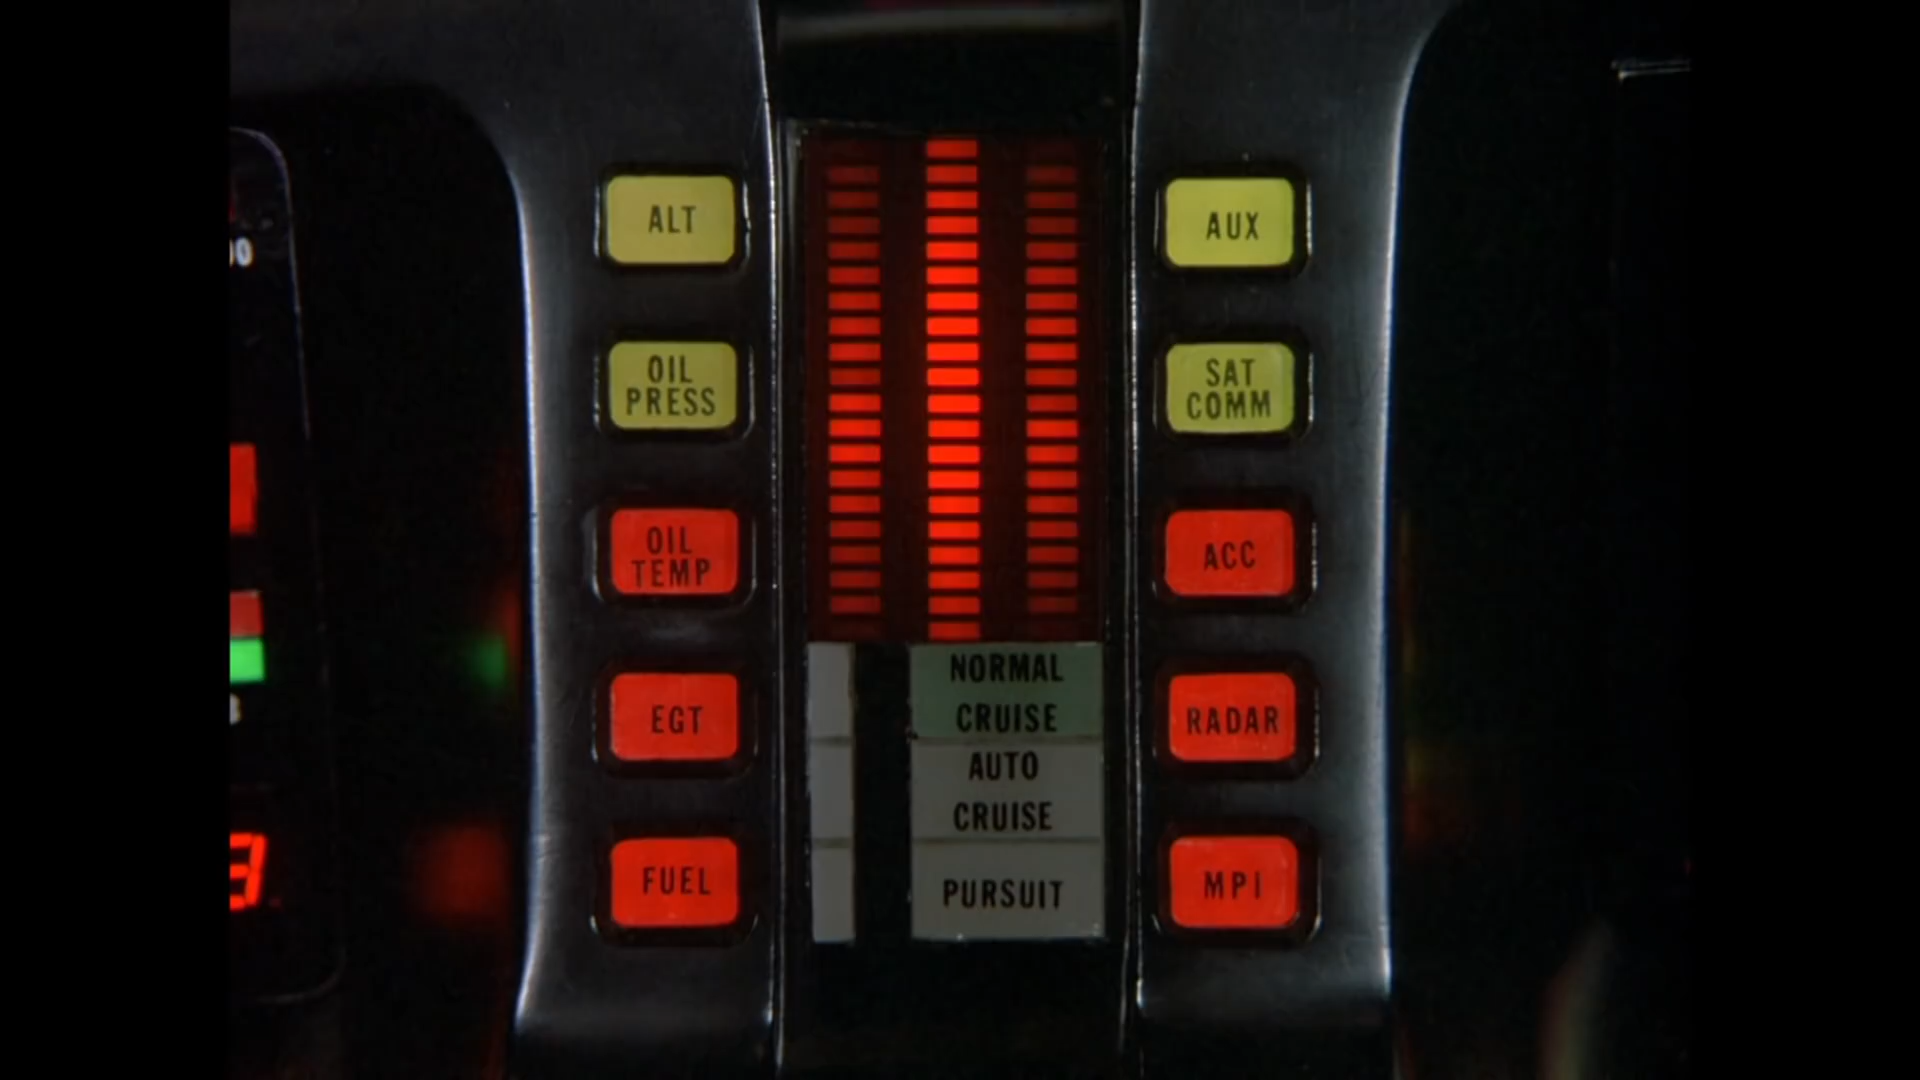 ALT
OIL
PRESS
OIL
TEMP
EGT
FUEL
NORMAL
CRUISE
AUTO
CRUISE
PURSUIT
AUX
SAT
COMM
ACC
RADAR
MPI